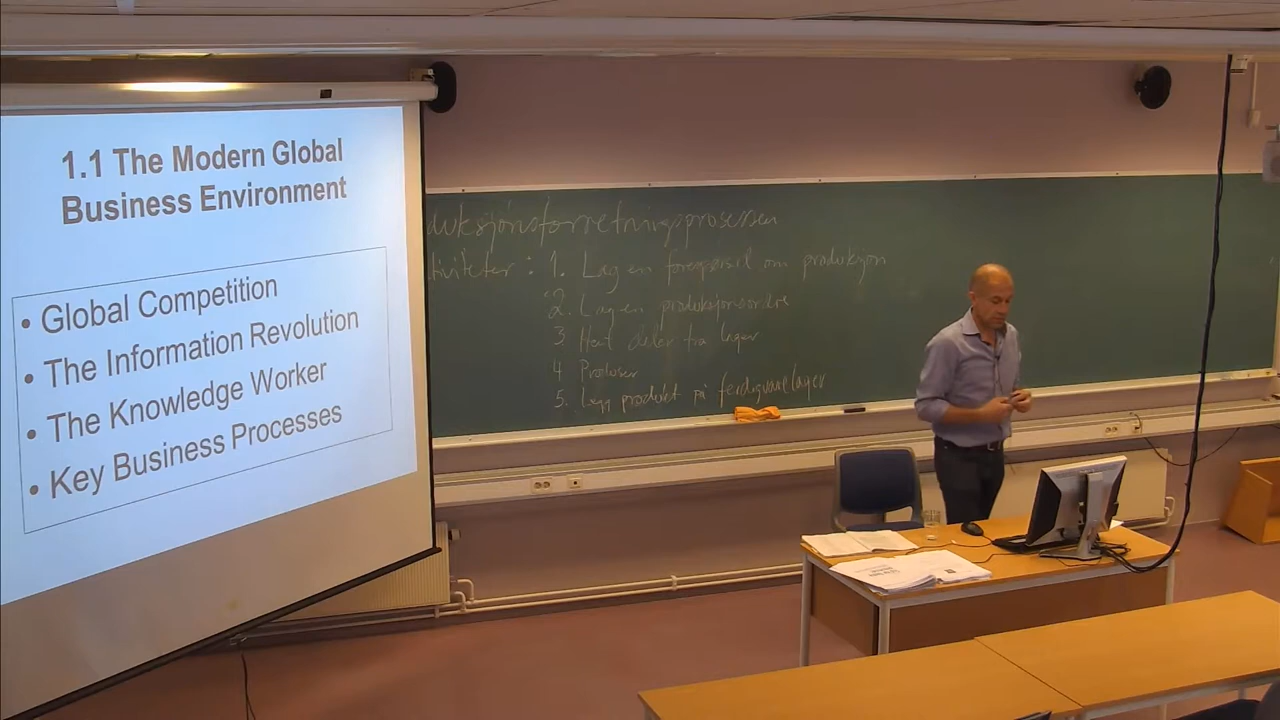 1.1 The Modern Global
Business Environment
• Global Competition
• The Information Revolution
• The Knowledge Worker
• Key Business Processes
duksjonsforretningsprosessen
tiviteter: 1. Lag en forespørsel om produksjon
2. Lag en produksjonsordre
3 Hent deler fra lager
4 Produser
5. Legg produkt på ferdigvarelager